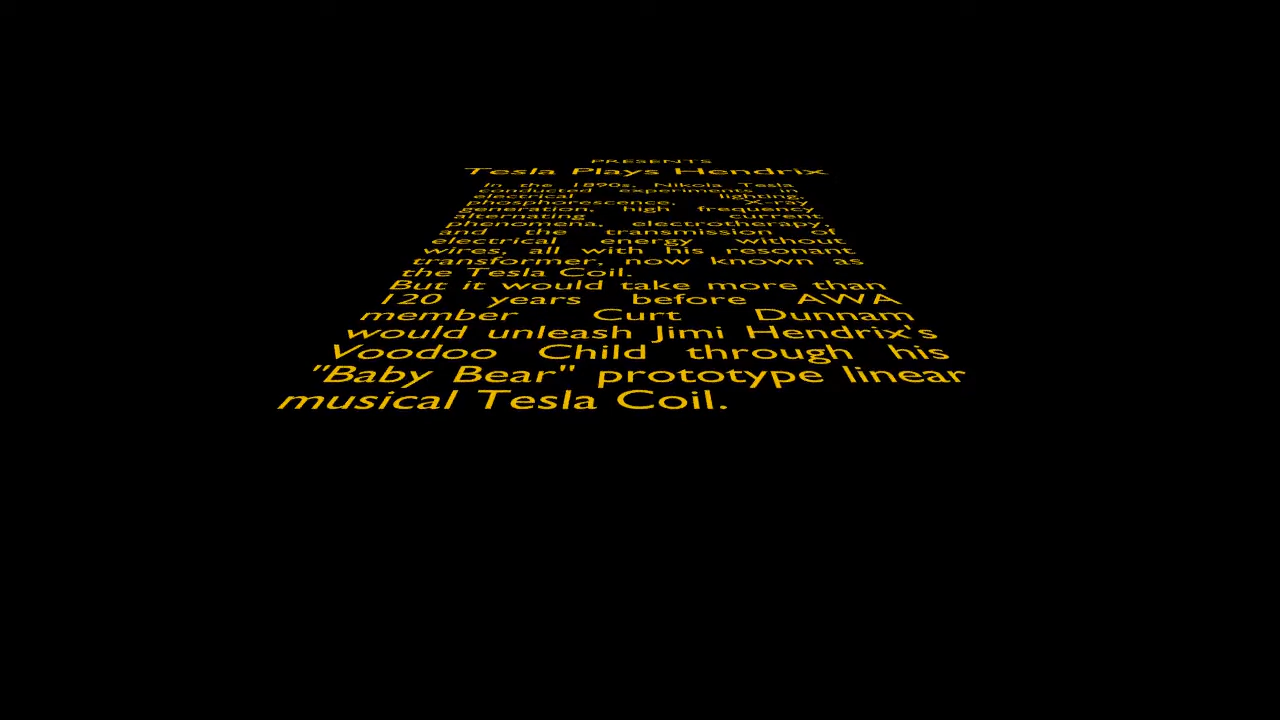 PRESENTS
Tesla Plays Hendrix
In the 1890s, Nikola Tesla
conducted experiments in
electrical lighting,
phosphorescence, X-ray
generation, high frequency
alternating current
phenomena, electrotherapy,
and the transmission of
electrical energy without
wires, all with his resonant
transformer, now known as
the Tesla Coil.
But it would take more than
120 years before AWA
member Curt Dunnam
would unleash Jimi Hendrix's
Voodoo Child through his
"Baby Bear" prototype linear
musical Tesla Coil.